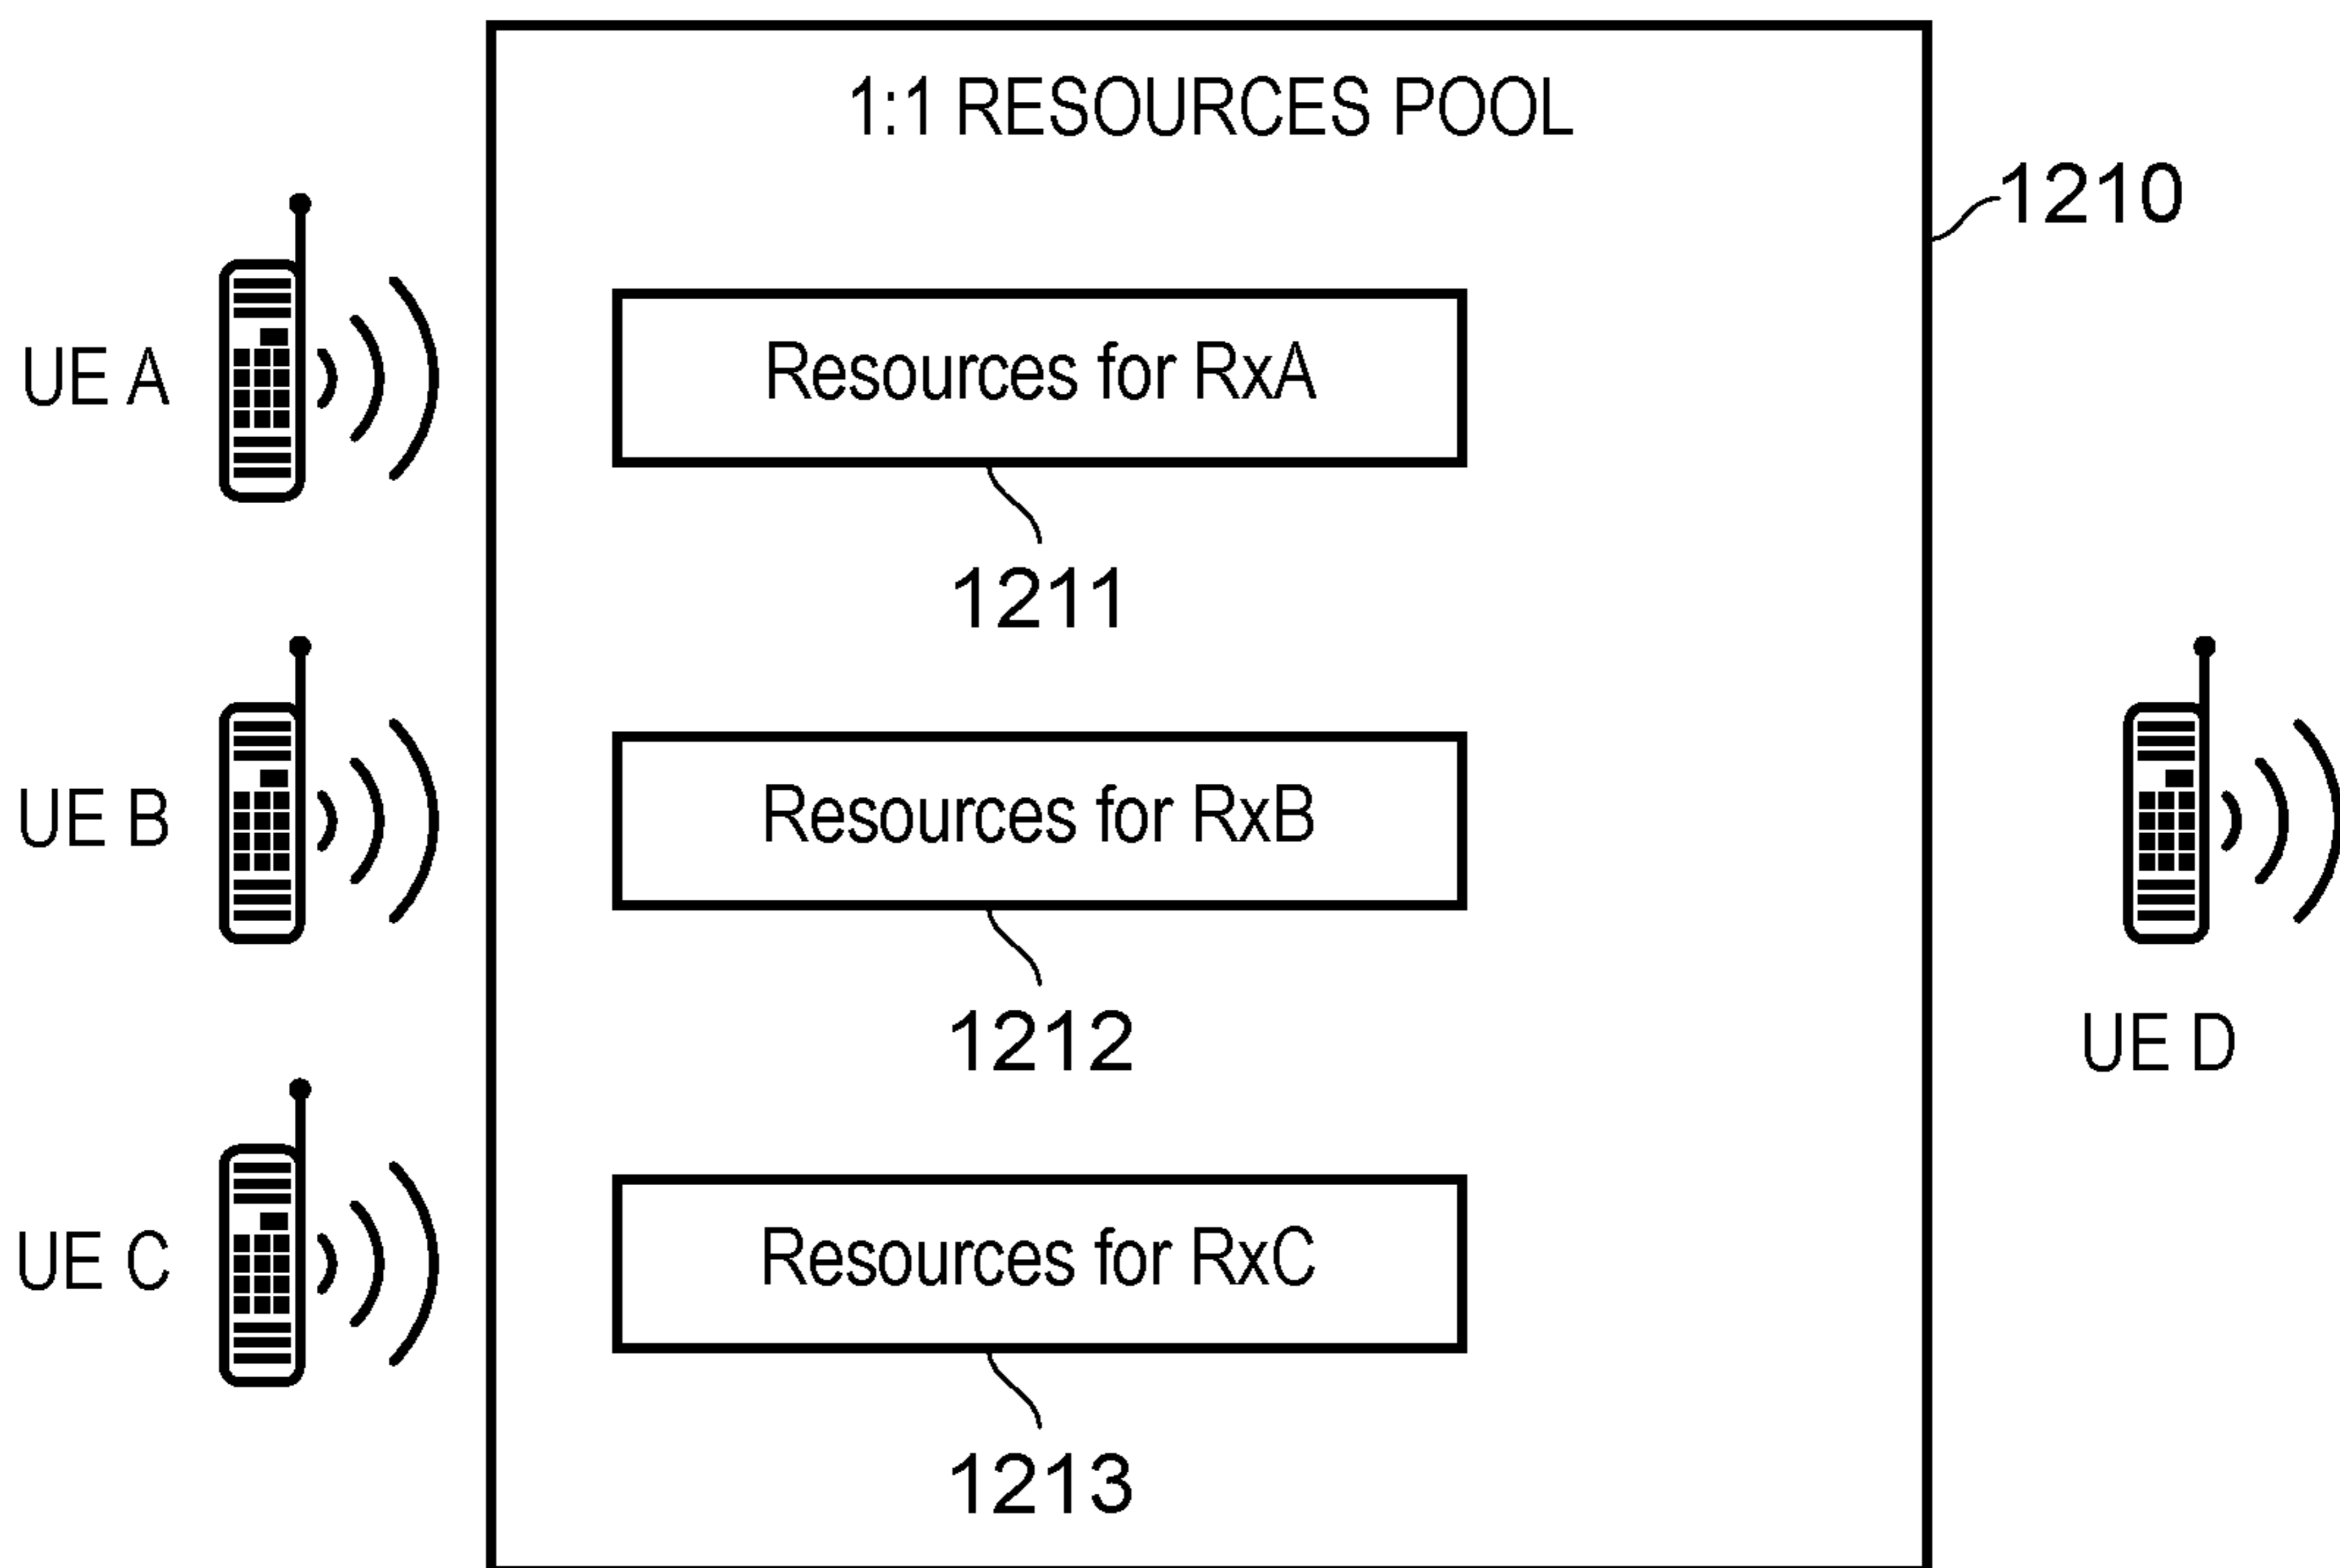 1:1 RESOURCES POOL
1210
UE A
Resources for RxA
1211
UE B
Resources for RxB
1212
UE D
UE C
Resources for RxC
1213